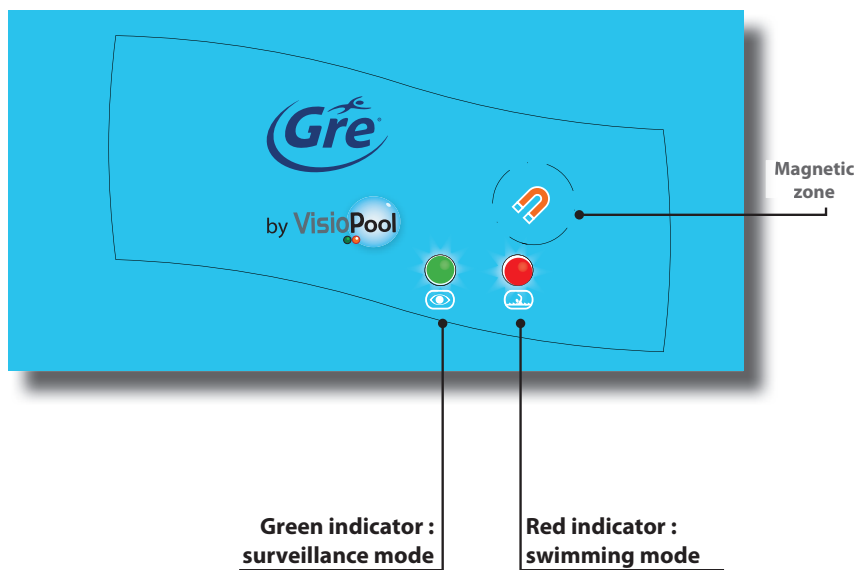 Gre
Magnetic
zone
by VisioPool
Green indicator :
surveillance mode
Red indicator :
swimming mode